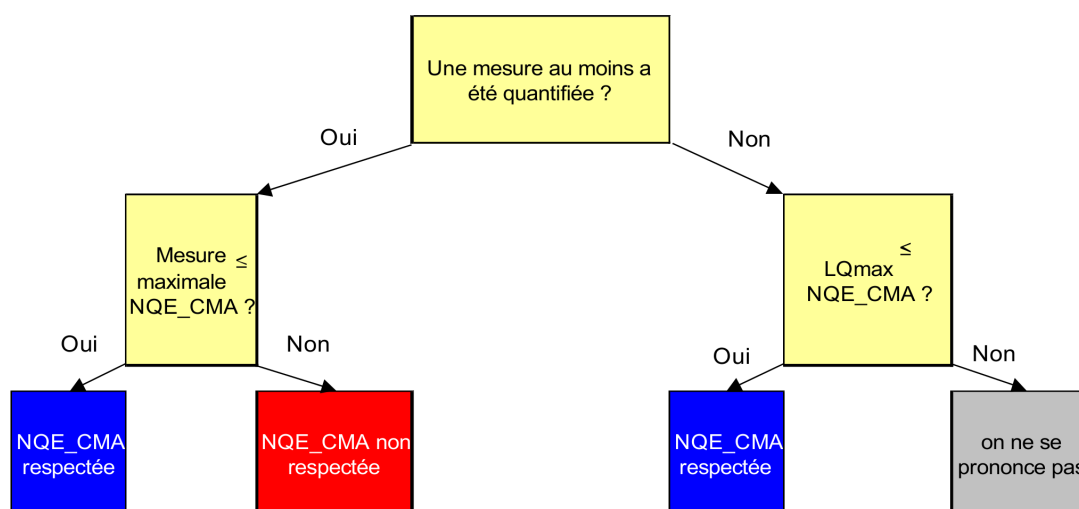 Une mesure au moins a
été quantifiée ?
Oui
Non
Mesure ≤
maximale
NQE_CMA ?
LQmax ≤
NQE_CMA ?
Oui
Non
Oui
Non
NQE_CMA
respectée
NQE_CMA non
respectée
NQE_CMA
respectée
on ne se
prononce pas